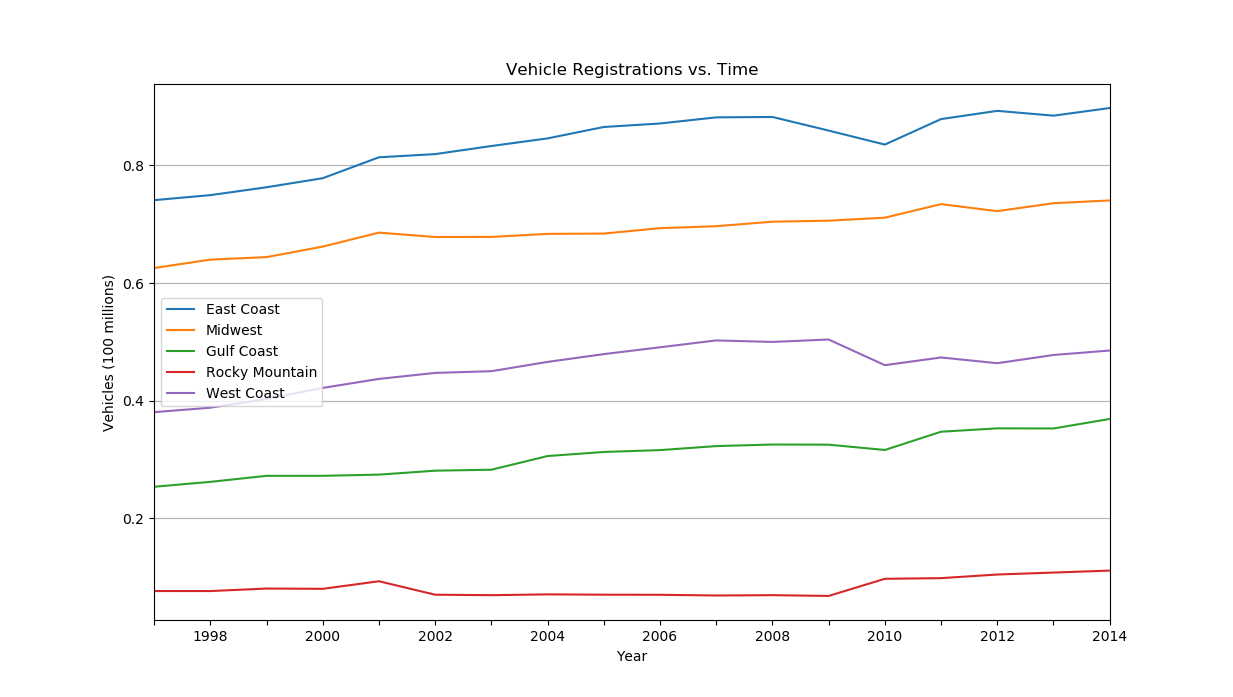 Vehicle Registrations vs. Time
Vehicles (100 millions)
0.8
0.6
0.4
0.2
East Coast
Midwest
Gulf Coast
Rocky Mountain
West Coast
1998 2000 2002 2004 2006 2008 2010 2012 2014
Year